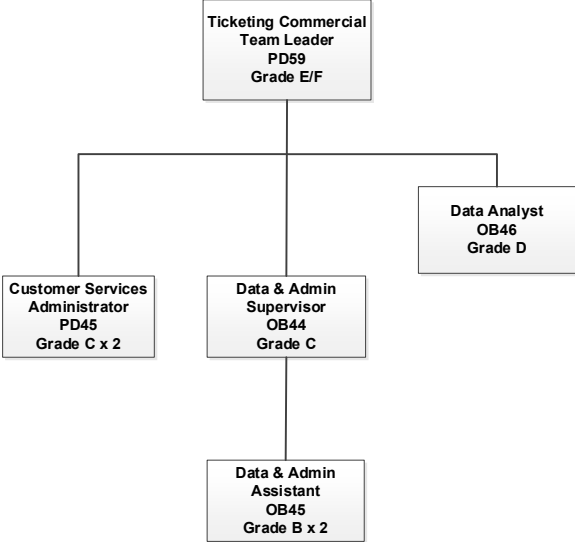 Ticketing Commercial
Team Leader
PD59
Grade E/F
Data Analyst
OB46
Grade D
Customer Services
Administrator
PD45
Grade C x 2
Data & Admin
Supervisor
OB44
Grade C
Data & Admin
Assistant
OB45
Grade B x 2